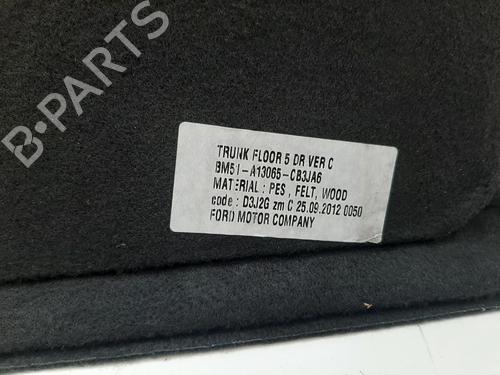 B-PARTS
TRUNK FLOOR 5 DR VER C
BM51-A13065-CB3JA6
MATERIAL : PES , FELT, WOOD
code : D3J2G zm C 25.09.2012 0050
FORD MOTOR COMPANY